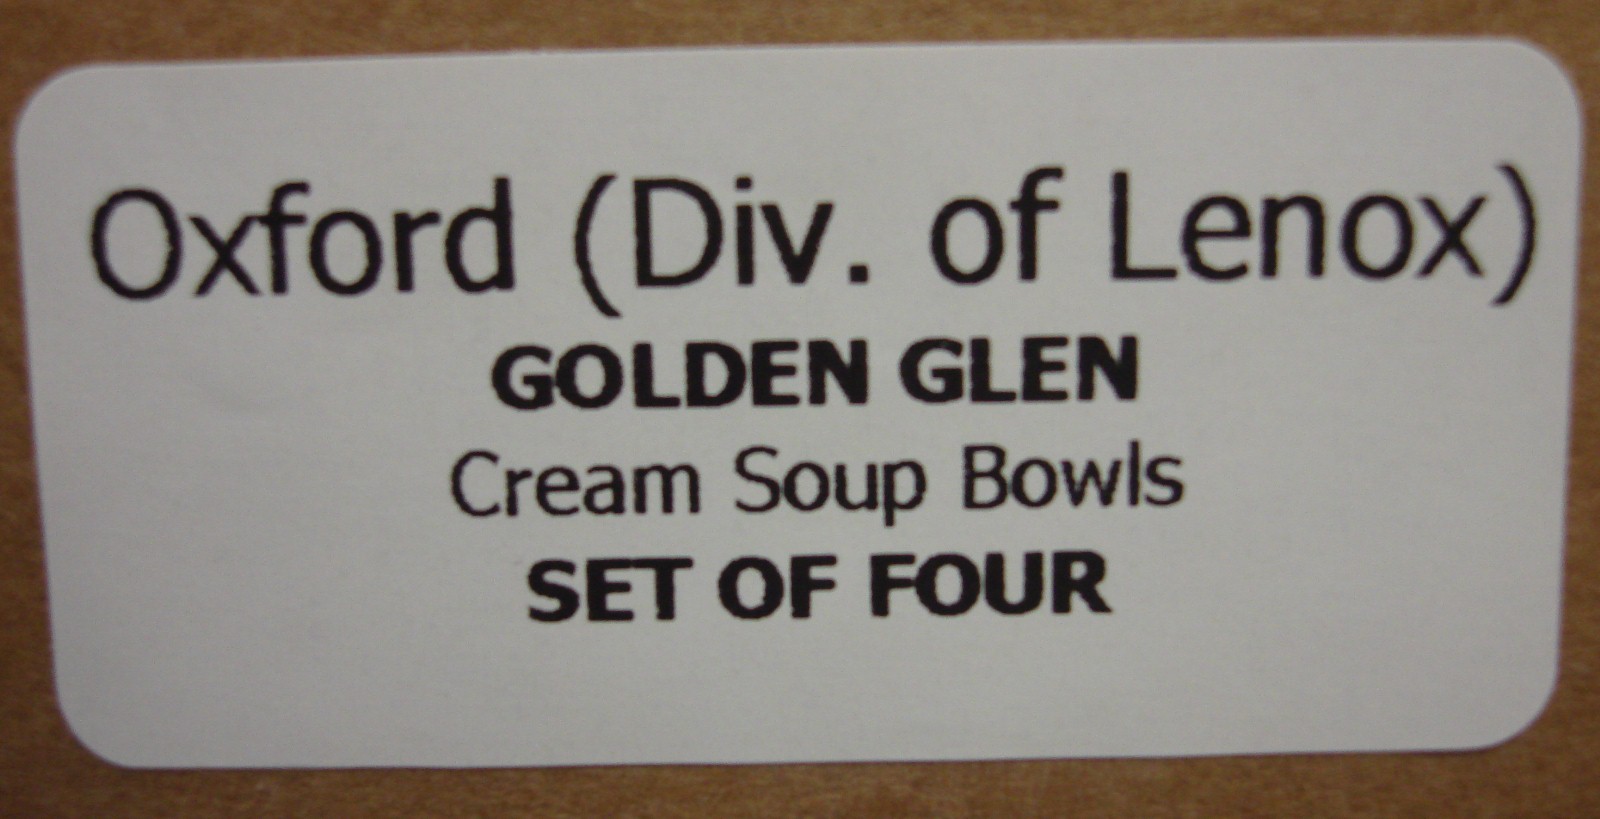 Oxford (Div. of Lenox)
GOLDEN GLEN
Cream Soup Bowls
SET OF FOUR